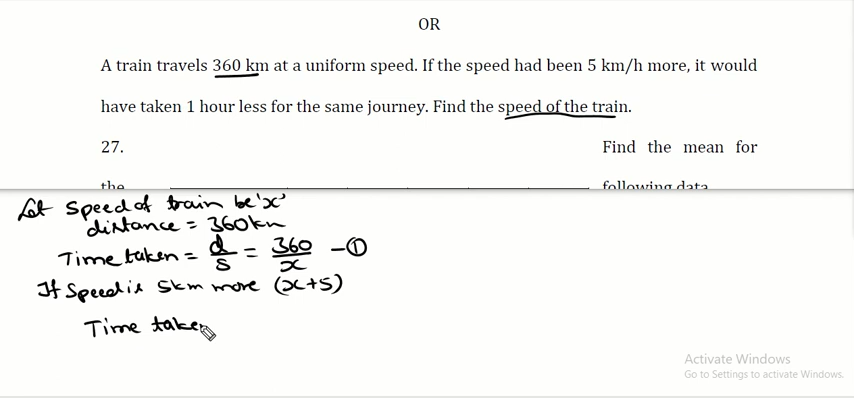 OR
A train travels 360 km at a uniform speed. If the speed had been 5 km/h more, it would
have taken 1 hour less for the same journey. Find the speed of the train.
27. Find the mean for
the following data
Let Speed of train be 'x'
distance = 360km
Time taken = d/s = 360/x - ①
If Speed is 5km more (x+5)
Time taken
Activate Windows
Go to Settings to activate Windows.